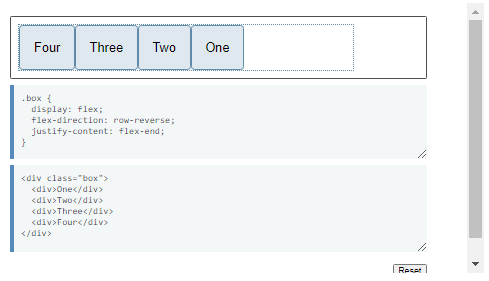 Four Three Two One
.box {
  display: flex;
  flex-direction: row-reverse;
  justify-content: flex-end;
}
<div class="box">
  <div>One</div>
  <div>Two</div>
  <div>Three</div>
  <div>Four</div>
</div>
Reset